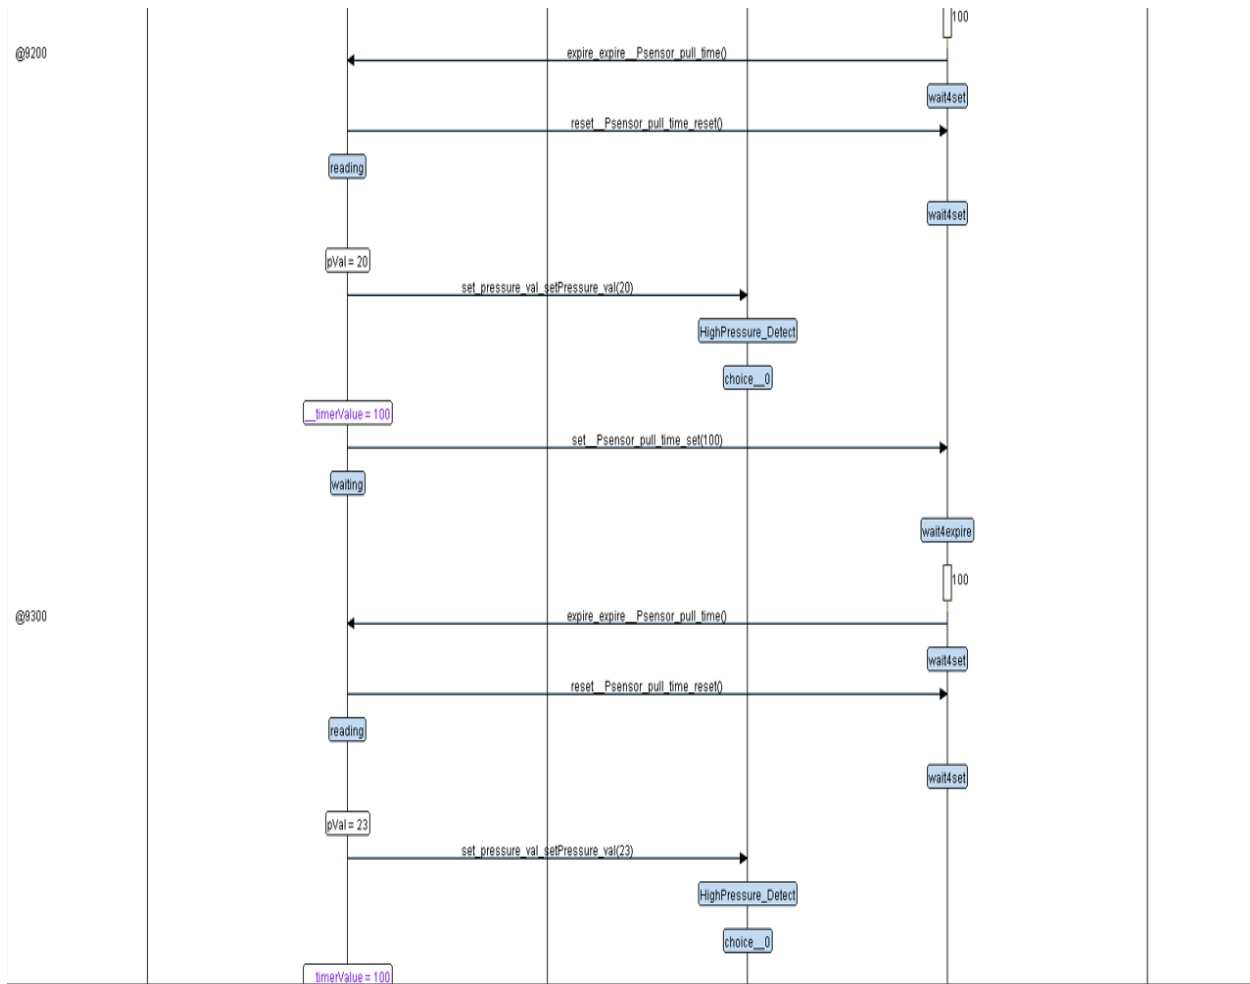 100
@9200
expire_expire__Psensor_pull_time()
wait4set
reset__Psensor_pull_time_reset()
reading
wait4set
pVal = 20
set_pressure_val_setPressure_val(20)
HighPressure_Detect
choice__0
__timerValue = 100
set__Psensor_pull_time_set(100)
waiting
wait4expire
100
@9300
expire_expire__Psensor_pull_time()
wait4set
reset__Psensor_pull_time_reset()
reading
wait4set
pVal = 23
set_pressure_val_setPressure_val(23)
HighPressure_Detect
choice__0
__timerValue = 100